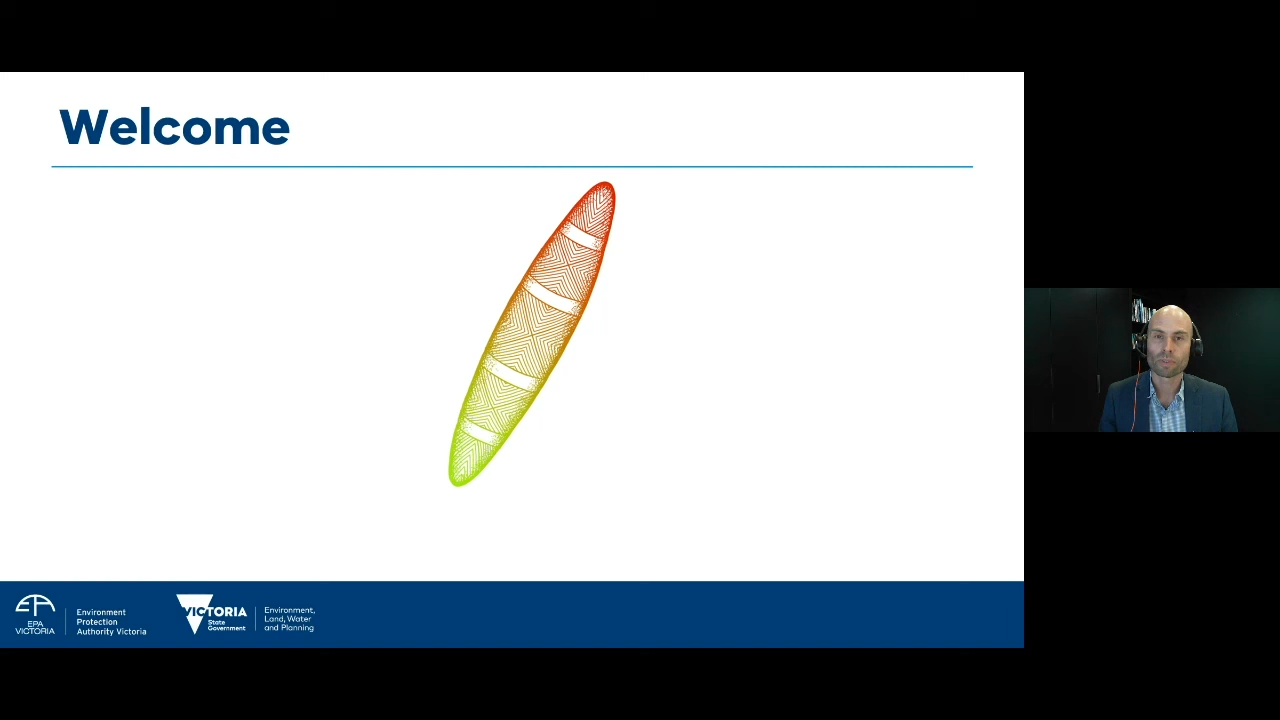 Welcome
EPA
VICTORIA
Environment
Protection
Authority Victoria
VICTORIA
State
Government
Environment,
Land, Water
and Planning